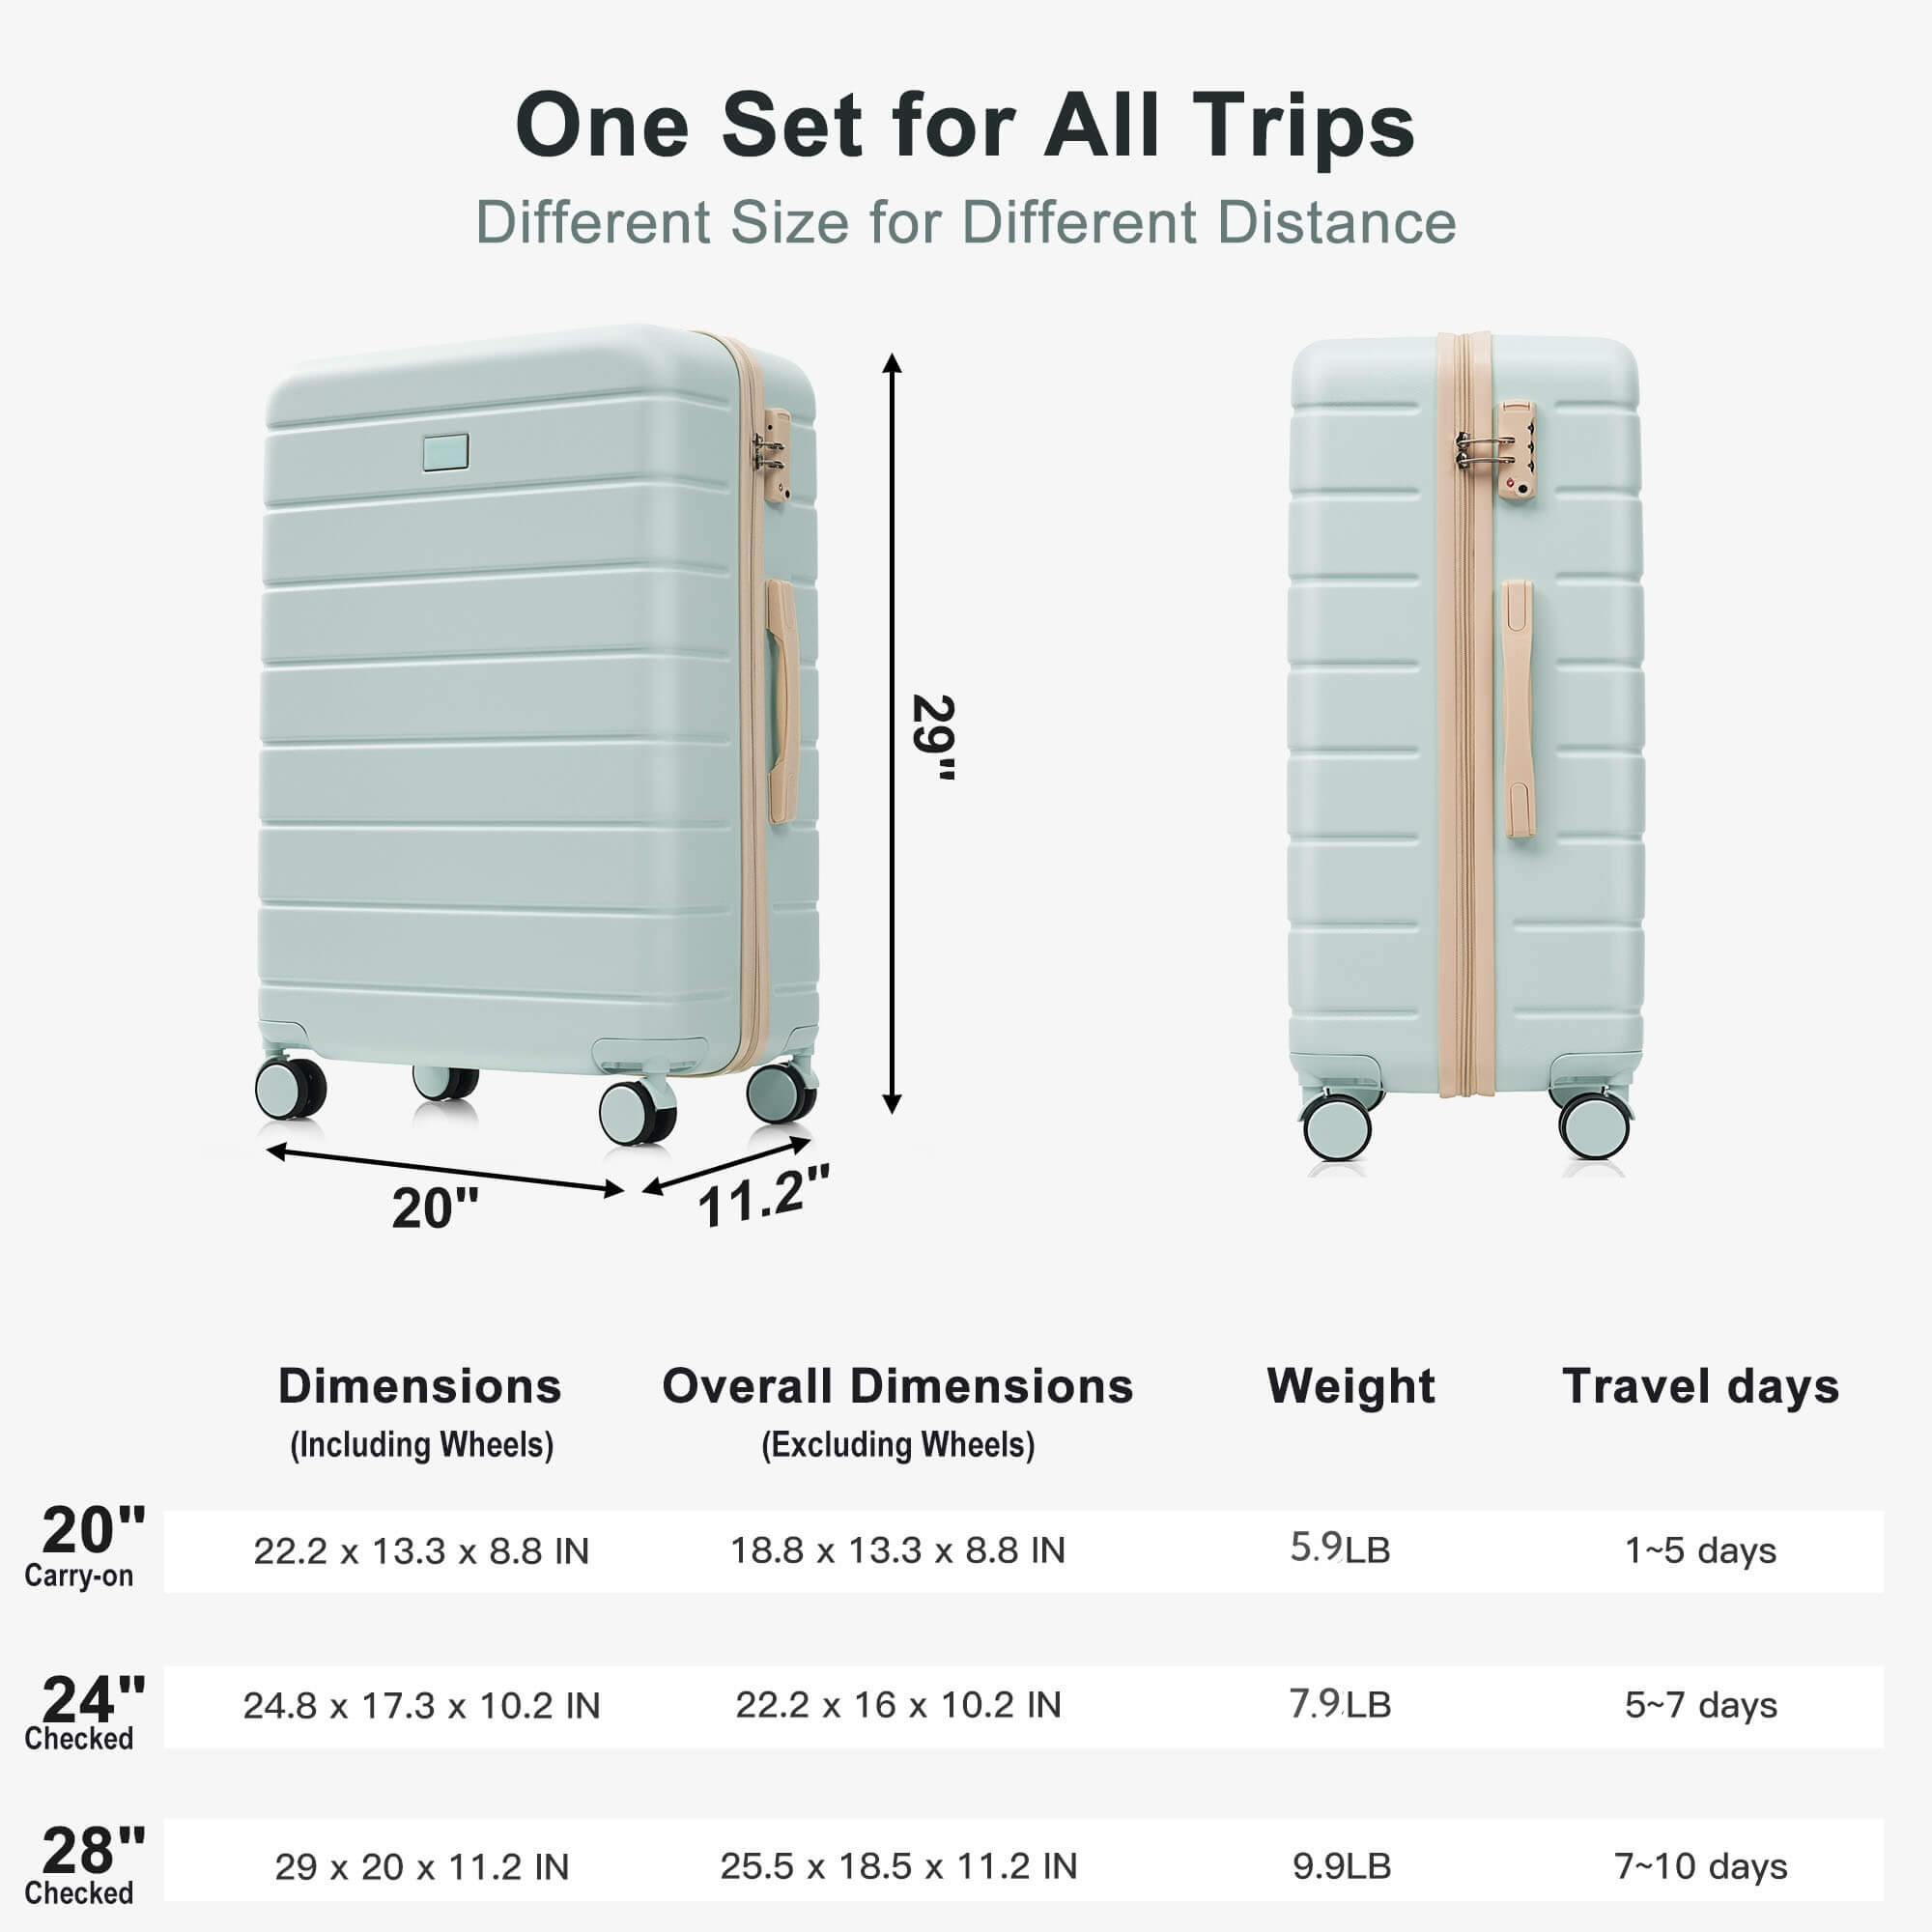 One Set for All Trips
Different Size for Different Distance
29"
20"
11.2"
Dimensions Overall Dimensions Weight Travel days
(Including Wheels) (Excluding Wheels)
20" 22.2 x 13.3 x 8.8 IN 18.8 x 13.3 x 8.8 IN 5.9LB 1~5 days
Carry-on
24" 24.8 x 17.3 x 10.2 IN 22.2 x 16 x 10.2 IN 7.9LB 5~7 days
Checked
28" 29 x 20 x 11.2 IN 25.5 x 18.5 x 11.2 IN 9.9LB 7~10 days
Checked